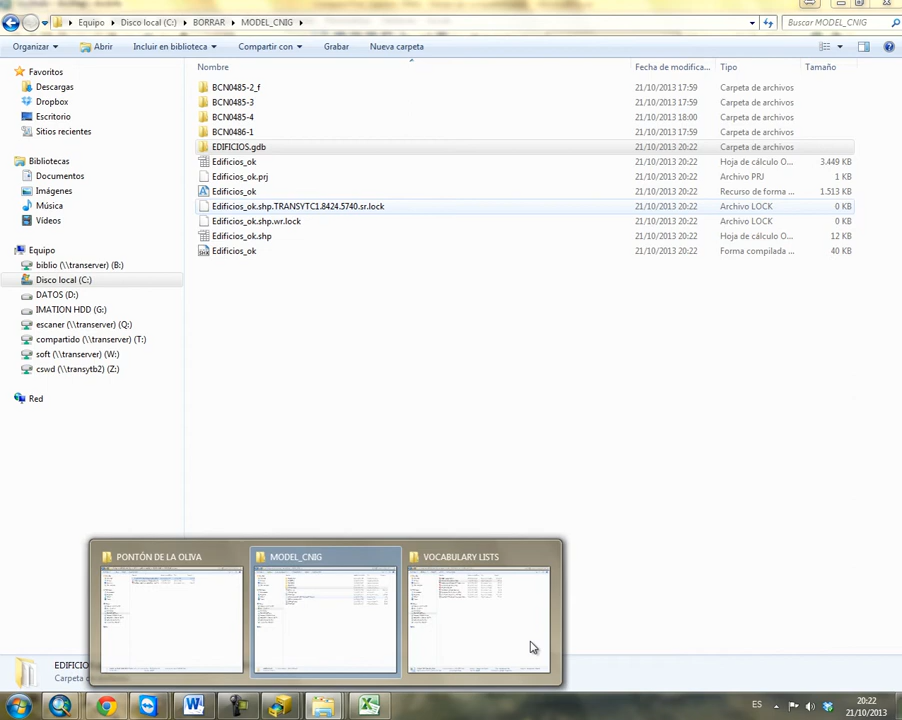 Equipo ▸ Disco local (C:) ▸ BORRAR ▸ MODEL_CNIG ▸
Buscar MODEL_CNIG
Organizar ▾ Abrir Incluir en biblioteca ▾ Compartir con ▾ Grabar Nueva carpeta
Nombre Fecha de modifica... Tipo Tamaño
Favoritos
Descargas
Dropbox
Escritorio
Sitios recientes
Bibliotecas
Documentos
Imágenes
Música
Vídeos
Equipo
biblio (\\transerver) (B:)
Disco local (C:)
DATOS (D:)
IMATION HDD (G:)
escaner (\\transerver) (Q:)
compartido (\\transerver) (T:)
soft (\\transerver) (W:)
cswd (\\transytb2) (Z:)
Red
BCN0485-2_f 21/10/2013 17:59 Carpeta de archivos
BCN0485-3 21/10/2013 17:59 Carpeta de archivos
BCN0485-4 21/10/2013 18:00 Carpeta de archivos
BCN0486-1 21/10/2013 17:59 Carpeta de archivos
EDIFICIOS.gdb 21/10/2013 20:22 Carpeta de archivos
Edificios_ok 21/10/2013 20:22 Hoja de cálculo O... 3.449 KB
Edificios_ok.prj 21/10/2013 20:22 Archivo PRJ 1 KB
Edificios_ok 21/10/2013 20:22 Recurso de forma ... 1.513 KB
Edificios_ok.shp.TRANSYTC1.8424.5740.sr.lock 21/10/2013 20:22 Archivo LOCK 0 KB
Edificios_ok.shp.wr.lock 21/10/2013 20:22 Archivo LOCK 0 KB
Edificios_ok.shp 21/10/2013 20:22 Hoja de cálculo O... 12 KB
Edificios_ok 21/10/2013 20:22 Forma compilada ... 40 KB
PONTÓN DE LA OLIVA
MODEL_CNIG
VOCABULARY LISTS
ES
20:22
21/10/2013